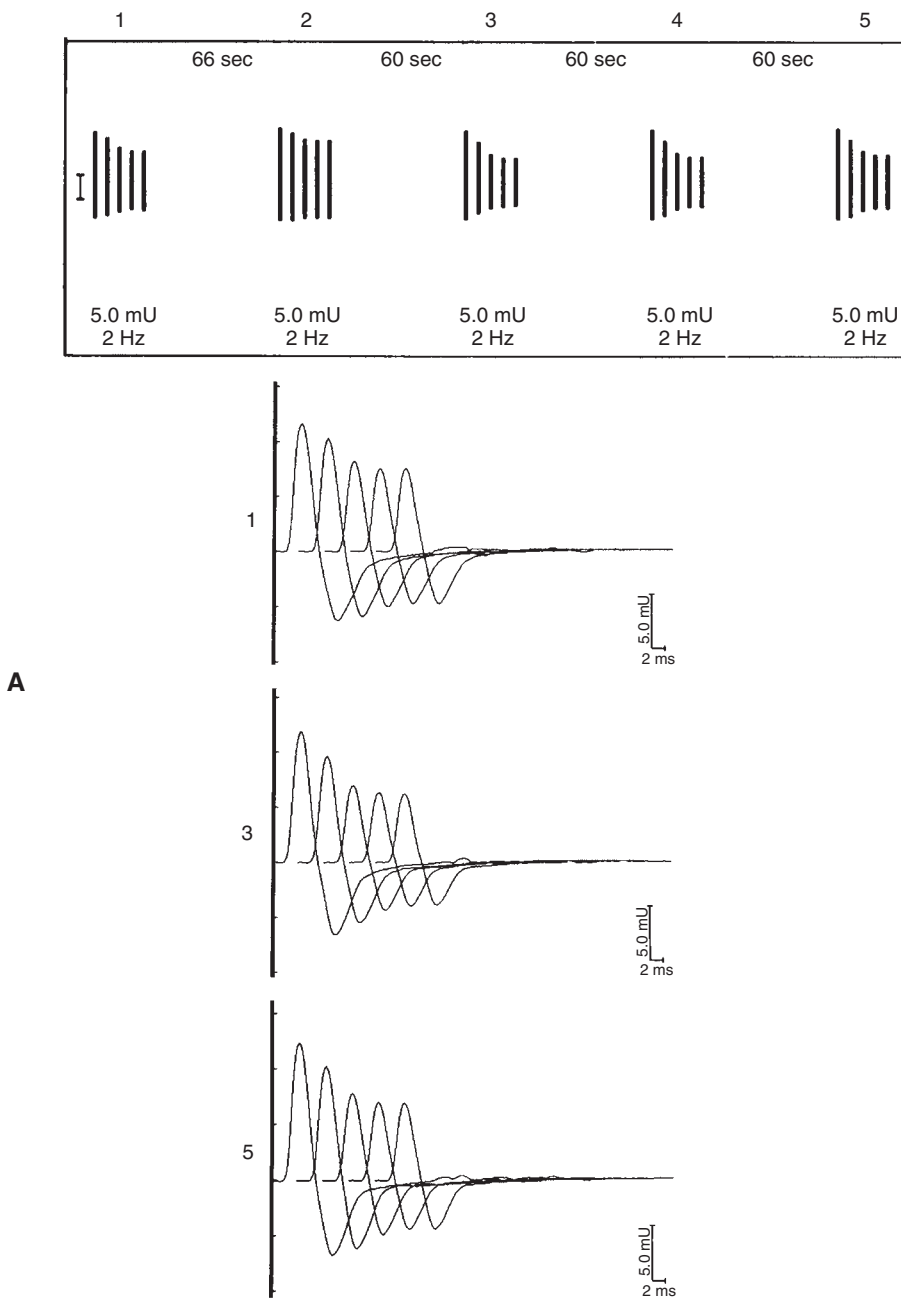 1 2 3 4 5
66 sec 60 sec 60 sec 60 sec
5.0 mU 5.0 mU 5.0 mU 5.0 mU 5.0 mU
2 Hz 2 Hz 2 Hz 2 Hz 2 Hz
1
5.0 mU
2 ms
A
3
5.0 mU
2 ms
5
5.0 mU
2 ms